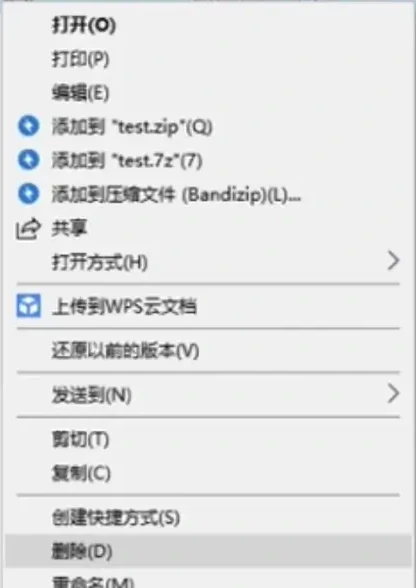 打开(O)
打印(P)
编辑(E)
添加到 "test.zip"(Q)
添加到 "test.7z"(7)
添加到压缩文件 (Bandizip)(L)...
共享
打开方式(H)
上传到WPS云文档
还原以前的版本(V)
发送到(N)
剪切(T)
复制(C)
创建快捷方式(S)
删除(D)
重命名(M)